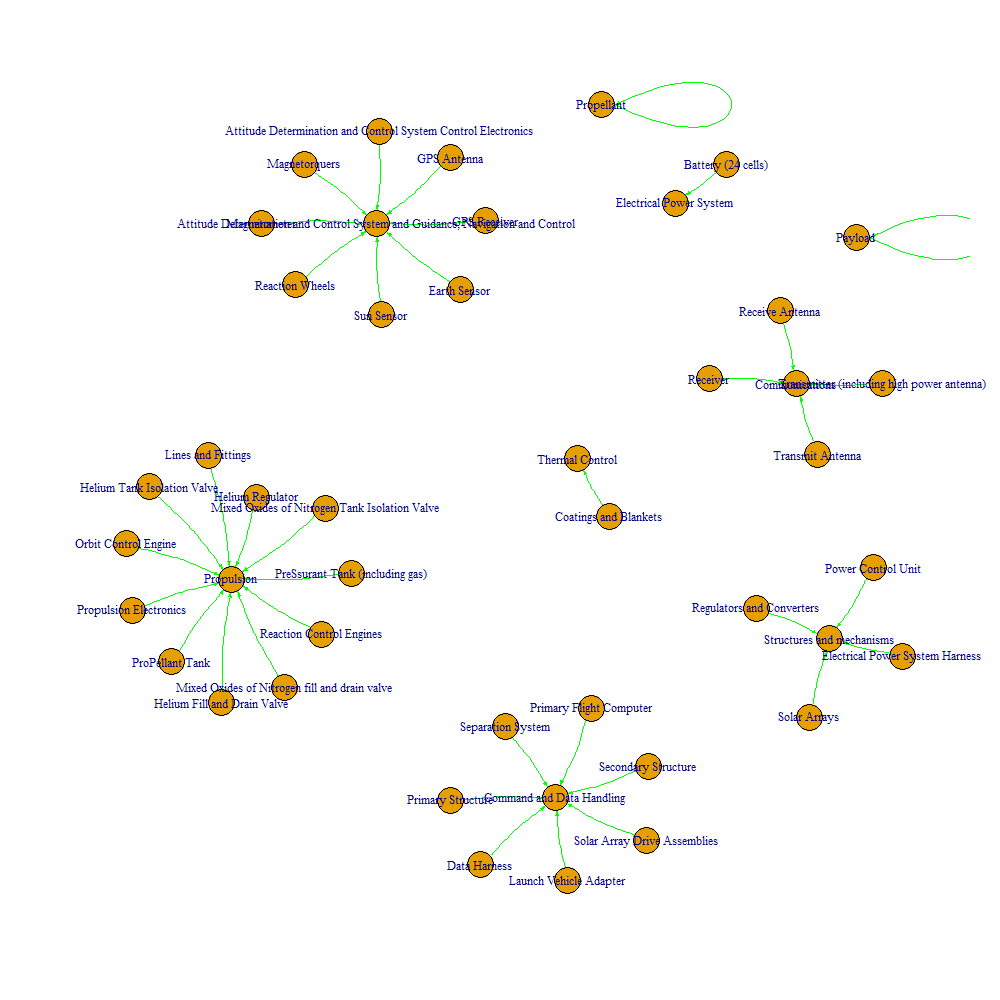 Propellant
Attitude Determination and Control System Control Electronics
Magnetorquers
GPS Antenna
Battery (24 cells)
Electrical Power System
Attitude Determination and Control System and Guidance, Navigation and Control
Magnetometer
GPS Receiver
Payload
Reaction Wheels
Earth Sensor
Sun Sensor
Receive Antenna
Receiver
Communications
Transmitter (including high power antenna)
Transmit Antenna
Lines and Fittings
Helium Tank Isolation Valve
Helium Regulator
Mixed Oxides of Nitrogen Tank Isolation Valve
Thermal Control
Coatings and Blankets
Orbit Control Engine
Propulsion
PreSsurant Tank (including gas)
Propulsion Electronics
Reaction Control Engines
ProPellant Tank
Mixed Oxides of Nitrogen fill and drain valve
Helium Fill and Drain Valve
Power Control Unit
Regulators and Converters
Structures and mechanisms
Electrical Power System Harness
Solar Arrays
Primary Flight Computer
Separation System
Secondary Structure
Primary Structure
Command and Data Handling
Solar Array Drive Assemblies
Data Harness
Launch Vehicle Adapter